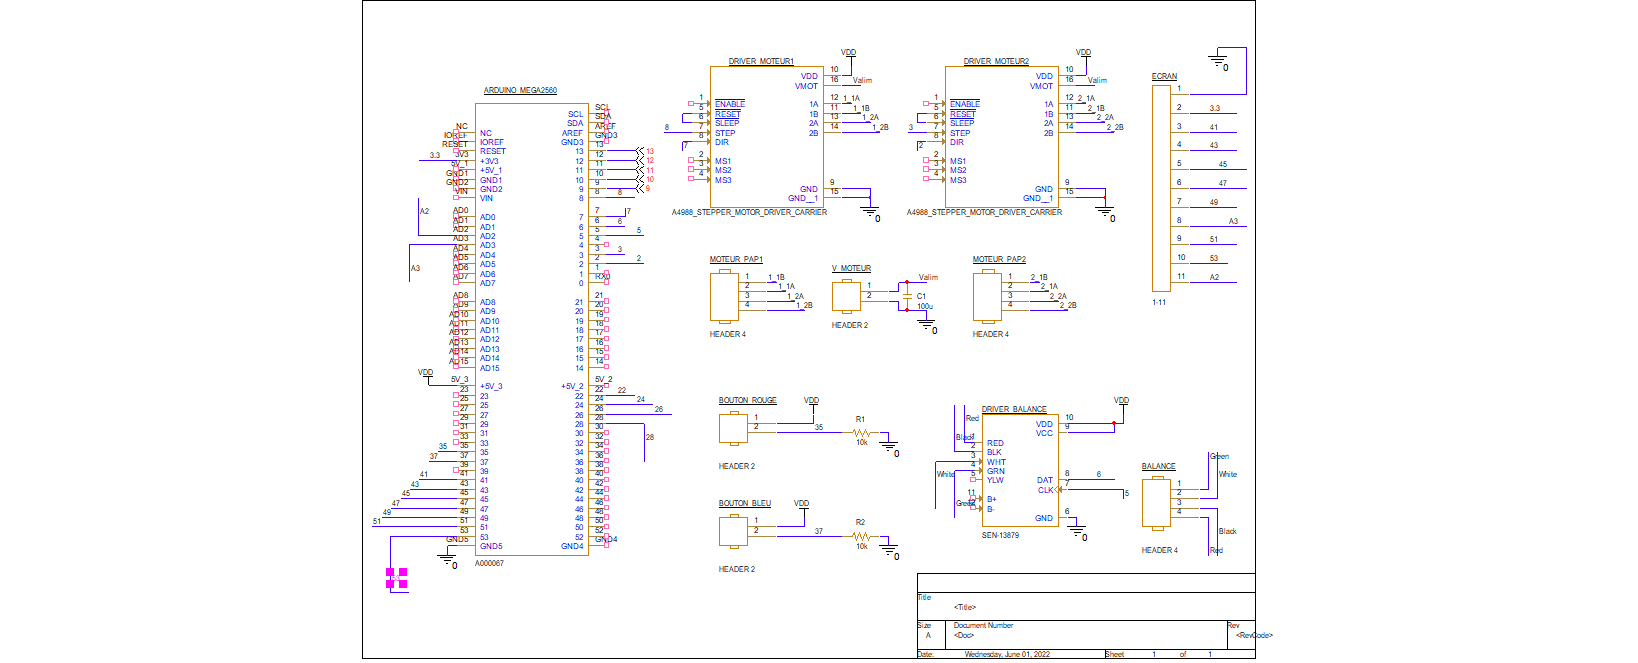 ARDUINO MEGA2560
SCL
SDA
AREF
GND3
13
12
11
10
9
8
7
6
5
4
3
2
1
RX0
21
20
19
18
17
16
15
14
5V_2
22
24
26
28
30
32
34
36
38
40
42
44
46
48
50
52
GND4
NC
IOREF
RESET
3V3
5V_1
GND1
GND2
VIN
AD0
AD1
AD2
AD3
AD4
AD5
AD6
AD7
AD8
AD9
AD10
AD11
AD12
AD13
AD14
AD15
5V_3
23
25
27
29
31
33
35
37
39
41
43
45
47
49
51
53
GND5
NC
IOREF
RESET
+3V3
+5V_1
GND1
GND2
VIN
AD0
AD1
AD2
AD3
AD4
AD5
AD6
AD7
AD8
AD9
AD10
AD11
AD12
AD13
AD14
AD15
+5V_3
23
25
27
29
31
33
35
37
39
41
43
45
47
49
51
53
GND5
SCL
SDA
AREF
GND3
13
12
11
10
9
8
7
6
5
4
3
2
1
0
21
20
19
18
17
16
15
14
+5V_2
22
24
26
28
30
32
34
36
38
40
42
44
46
48
50
52
GND4
A000067
3.3
A2
A3
VDD
35
37
41
43
45
47
49
51
0
13
12
11
10
9
8
7
6
5
3
2
22
24
26
28
DRIVER_MOTEUR1
VDD
10
16 Valim
VDD
VMOT
1 ENABLE
5 RESET
6 SLEEP
7 STEP
8 DIR
2 MS1
3 MS2
4 MS3
8
7
1A 12 1_1A
1B 11 1_1B
2A 13 1_2A
2B 14 1_2B
GND 9
GND__1 15
0
A4988_STEPPER_MOTOR_DRIVER_CARRIER
DRIVER_MOTEUR2
VDD
10
16 Valim
VDD
VMOT
1 ENABLE
5 RESET
6 SLEEP
7 STEP
8 DIR
2 MS1
3 MS2
4 MS3
3
2
1A 12 2_1A
1B 11 2_1B
2A 13 2_2A
2B 14 2_2B
GND 9
GND__1 15
0
A4988_STEPPER_MOTOR_DRIVER_CARRIER
ECRAN
0
1
2 3.3
3 41
4 43
5 45
6 47
7 49
8 A3
9 51
10 53
11 A2
1-11
MOTEUR_PAP1
1 1_1B
2 1_1A
3 1_2A
4 1_2B
HEADER 4
V_MOTEUR
1
2
Valim
C1
100u
0
HEADER 2
MOTEUR_PAP2
1 2_1B
2 2_1A
3 2_2A
4 2_2B
HEADER 4
BOUTON_ROUGE
VDD
1
2
35
R1
10k
0
HEADER 2
BOUTON_BLEU
VDD
1
2
37
R2
10k
0
HEADER 2
DRIVER_BALANCE
VDD
Red
Black
White
Green
1 RED
2 BLK
3 WHT
4 GRN
5 YLW
11 B+
12 B-
VDD 10
VCC 9
DAT 8 6
CLK 7 5
GND 6
0
SEN-13879
BALANCE
1
2
3
4
Green
White
Black
Red
HEADER 4
Title
<Title>
Size
A
Document Number
<Doc>
Rev
<RevCode>
Date:
Wednesday, June 01, 2022
Sheet 1 of 1